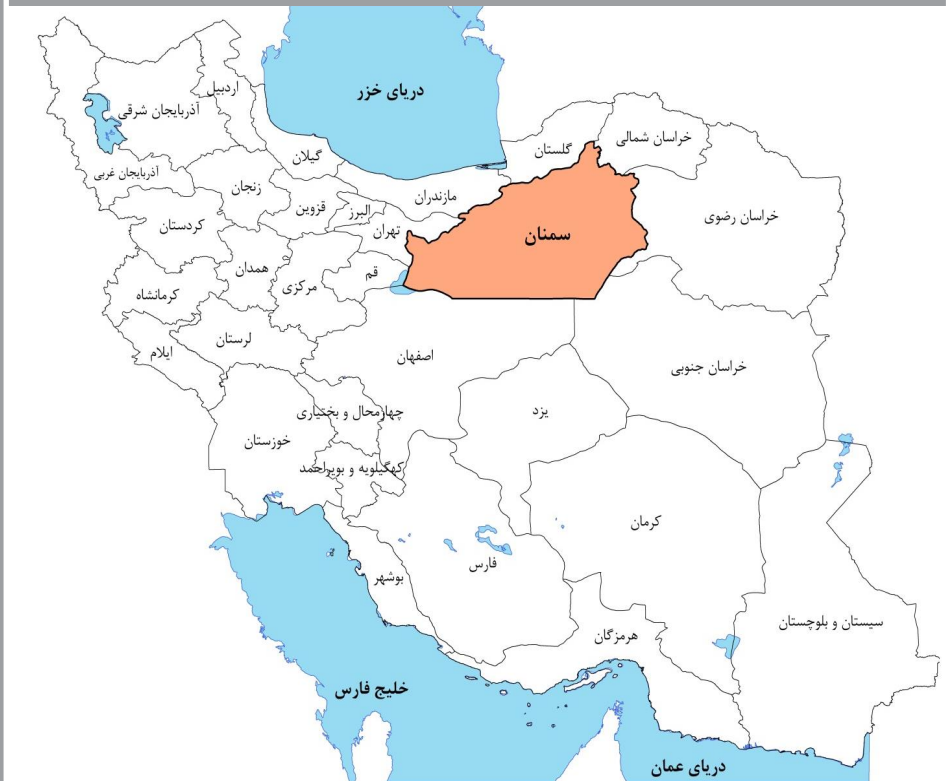 دریای خزر
اردبیل
آذربایجان شرقی
گیلان
گلستان
خراسان شمالی
آذربایجان غربی
زنجان
مازندران
قزوین
البرز
خراسان رضوی
کردستان
تهران
سمنان
همدان
قم
مرکزی
کرمانشاه
لرستان
ایلام
اصفهان
خراسان جنوبی
چهارمحال و بختیاری
یزد
خوزستان
کهگیلویه و بویراحمد
کرمان
فارس
بوشهر
سیستان و بلوچستان
هرمزگان
خلیج فارس
دریای عمان